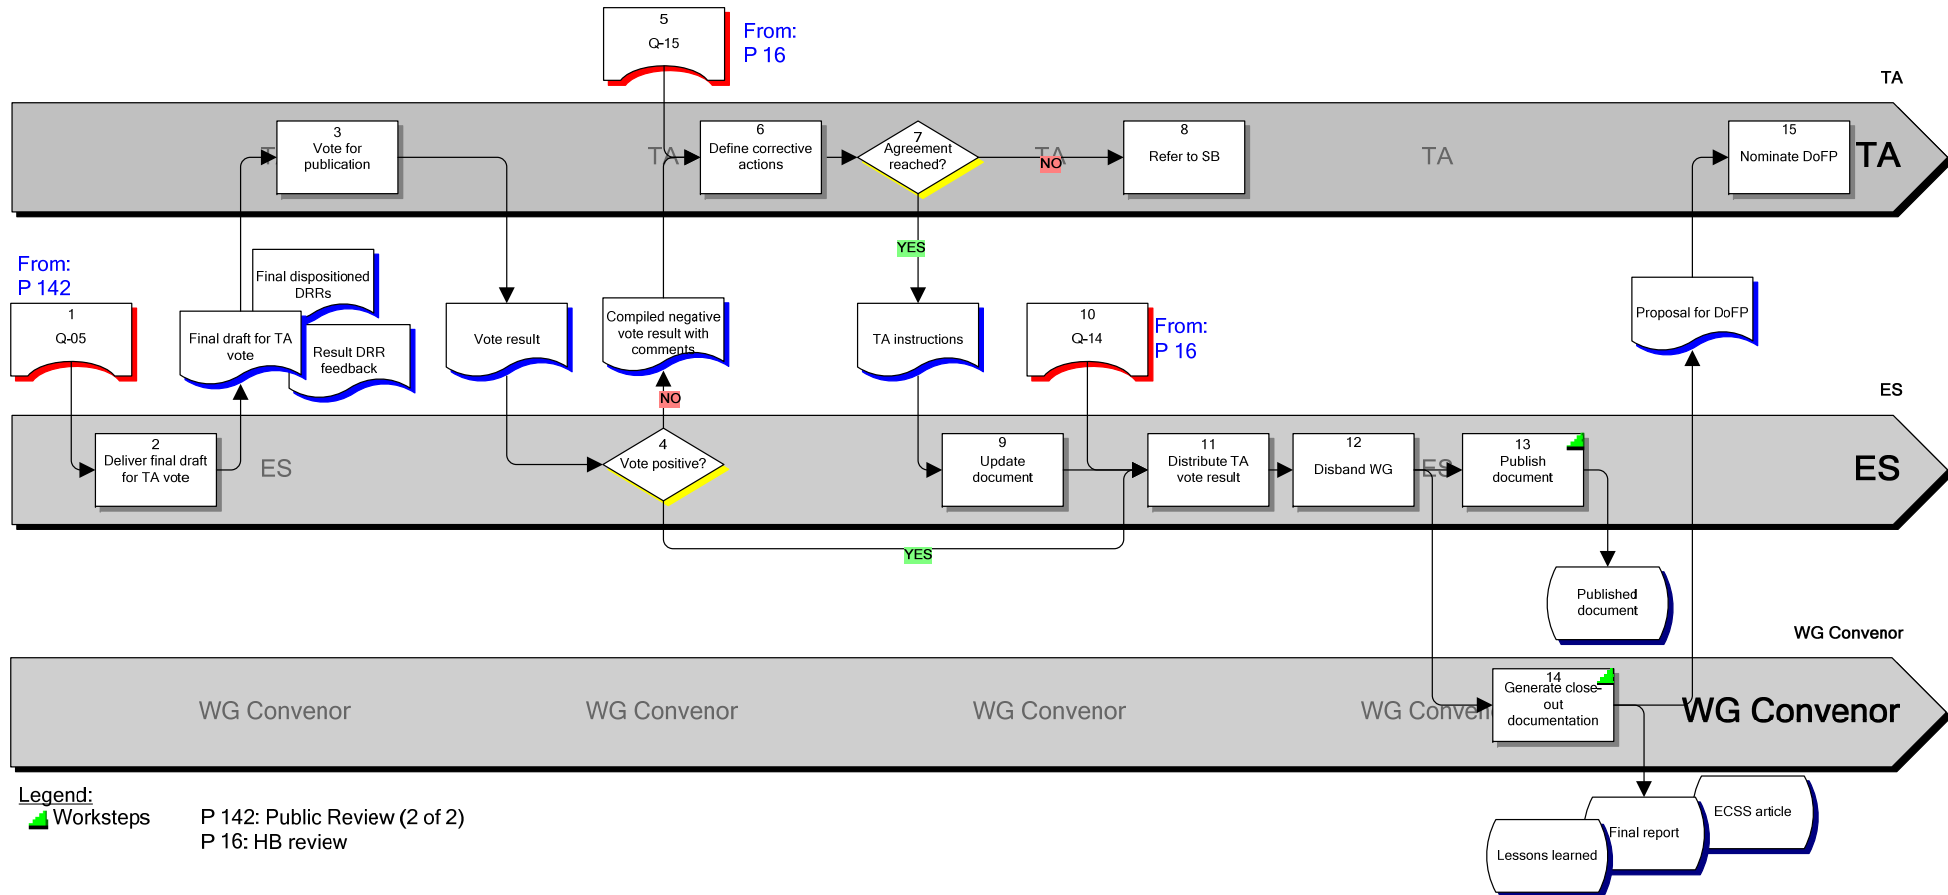 5
Q-15
From:
P 16
TA
3
Vote for
publication
T
TA
6
Define corrective
actions
7
Agreement
reached?
TA
NO
8
Refer to SB
TA
15
Nominate DoFP
TA
From:
P 142
1
Q-05
Final dispositioned
DRRs
Final draft for TA
vote
Result DRR
feedback
Vote result
Compiled negative
vote result with
comments
NO
YES
TA instructions
10
Q-14
From:
P 16
Proposal for DoFP
ES
2
Deliver final draft
for TA vote
ES
4
Vote positive?
9
Update
document
11
Distribute TA
vote result
12
Disband WG
ES
13
Publish
document
ES
YES
Published
document
WG Convenor
WG Convenor
WG Convenor
WG Convenor
WG Conveno
14
Generate close-
out
documentation
WG Convenor
Legend:
Worksteps
P 142: Public Review (2 of 2)
P 16: HB review
ECSS article
Final report
Lessons learned